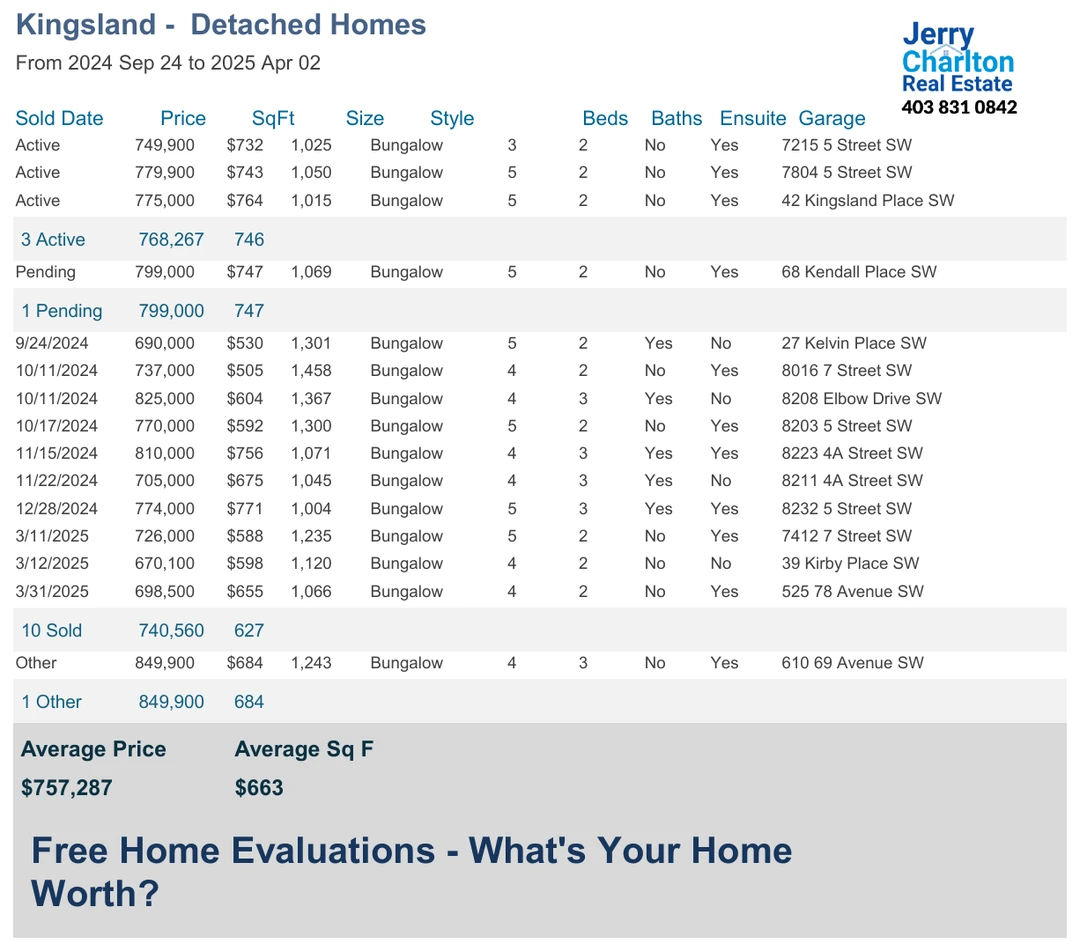 Kingsland - Detached Homes
From 2024 Sep 24 to 2025 Apr 02
Jerry
Charlton
Real Estate
403 831 0842
Sold Date Price SqFt Size Style Beds Baths Ensuite Garage
Active 749,900 $732 1,025 Bungalow 3 2 No Yes 7215 5 Street SW
Active 779,900 $743 1,050 Bungalow 5 2 No Yes 7804 5 Street SW
Active 775,000 $764 1,015 Bungalow 5 2 No Yes 42 Kingsland Place SW
3 Active 768,267 746
Pending 799,000 $747 1,069 Bungalow 5 2 No Yes 68 Kendall Place SW
1 Pending 799,000 747
9/24/2024 690,000 $530 1,301 Bungalow 5 2 Yes No 27 Kelvin Place SW
10/11/2024 737,000 $505 1,458 Bungalow 4 2 No Yes 8016 7 Street SW
10/11/2024 825,000 $604 1,367 Bungalow 4 3 Yes No 8208 Elbow Drive SW
10/17/2024 770,000 $592 1,300 Bungalow 5 2 No Yes 8203 5 Street SW
11/15/2024 810,000 $756 1,071 Bungalow 4 3 Yes Yes 8223 4A Street SW
11/22/2024 705,000 $675 1,045 Bungalow 4 3 Yes No 8211 4A Street SW
12/28/2024 774,000 $771 1,004 Bungalow 5 3 Yes Yes 8232 5 Street SW
3/11/2025 726,000 $588 1,235 Bungalow 5 2 No Yes 7412 7 Street SW
3/12/2025 670,100 $598 1,120 Bungalow 4 2 No No 39 Kirby Place SW
3/31/2025 698,500 $655 1,066 Bungalow 4 2 No Yes 525 78 Avenue SW
10 Sold 740,560 627
Other 849,900 $684 1,243 Bungalow 4 3 No Yes 610 69 Avenue SW
1 Other 849,900 684
Average Price Average Sq F
$757,287 $663
Free Home Evaluations - What's Your Home
Worth?